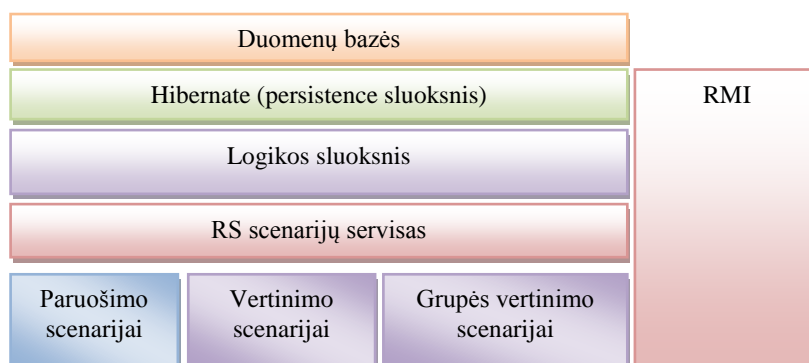 Duomenų bazės
Hibernate (persistence sluoksnis)
RMI
Logikos sluoksnis
RS scenarijų servisas
Paruošimo
scenarijai
Vertinimo
scenarijai
Grupės vertinimo
scenarijai